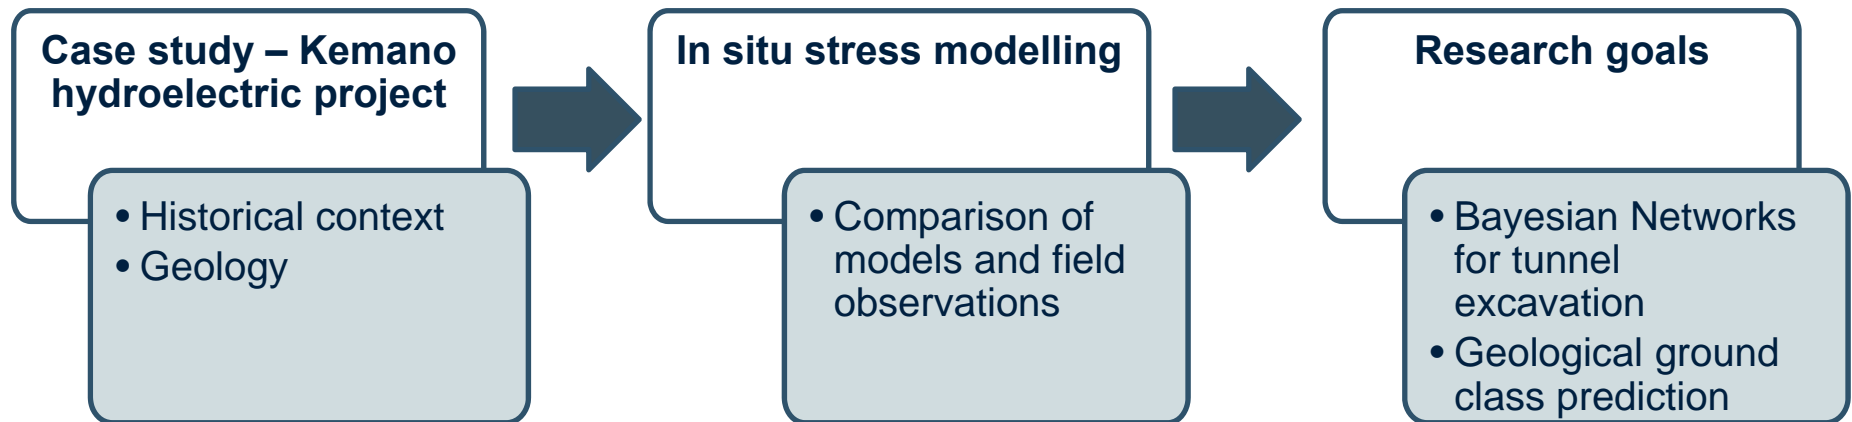 Case study – Kemano
hydroelectric project
• Historical context
• Geology
In situ stress modelling
• Comparison of
models and field
observations
Research goals
• Bayesian Networks
for tunnel
excavation
• Geological ground
class prediction